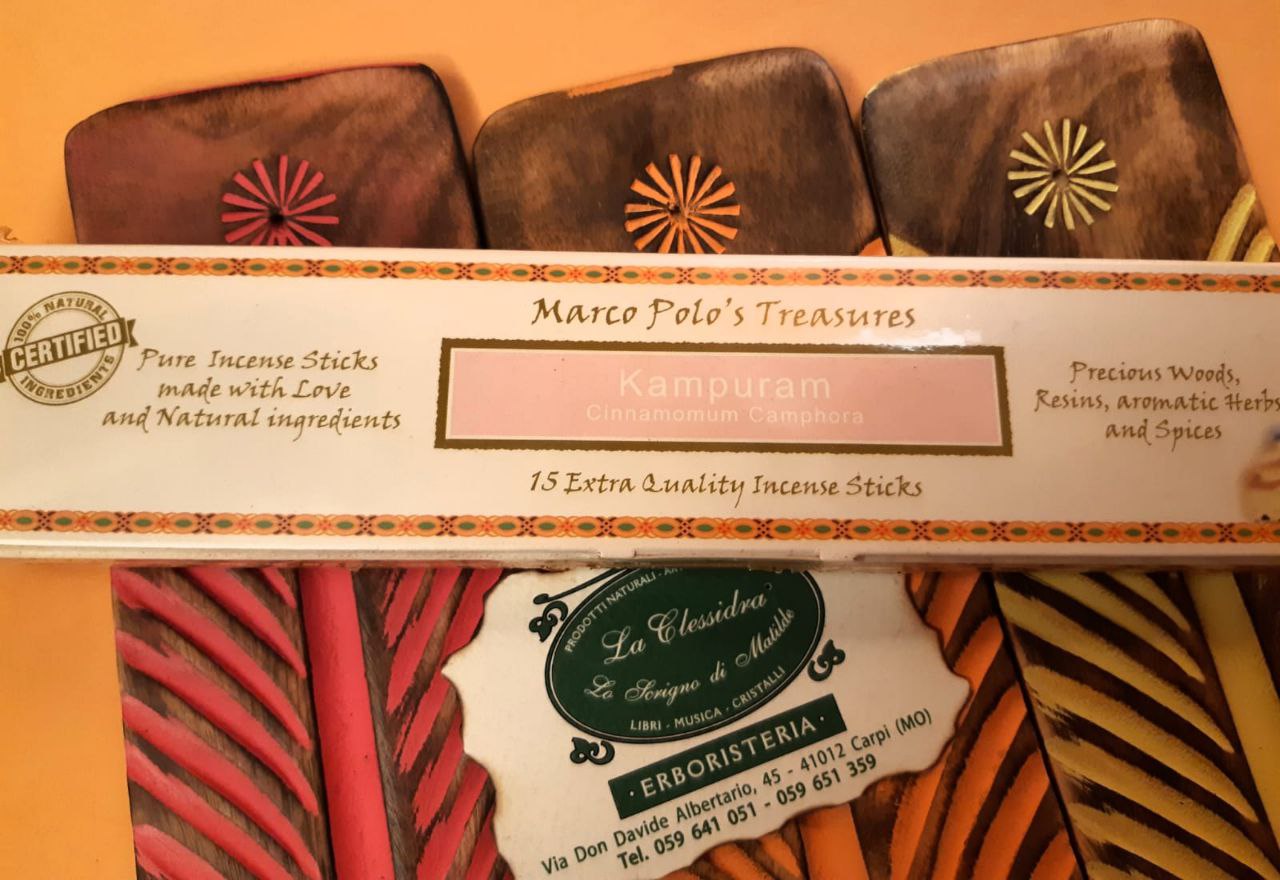 100% NATURAL
CERTIFIED
INGREDIENTS
Pure Incense Sticks
made with Love
and Natural ingredients
Marco Polo's Treasures
Kampuram
Cinnamomum Camphora
15 Extra Quality Incense Sticks
Precious Woods,
Resins, aromatic Herbs
and Spices
PRODOTTI NATURALI -
La Clessidra
Lo Scrigno di Matilde
LIBRI - MUSICA - CRISTALLI
· ERBORISTERIA ·
Via Don Davide Albertario, 45 - 41012 Carpi (MO)
Tel. 059 641 051 - 059 651 359